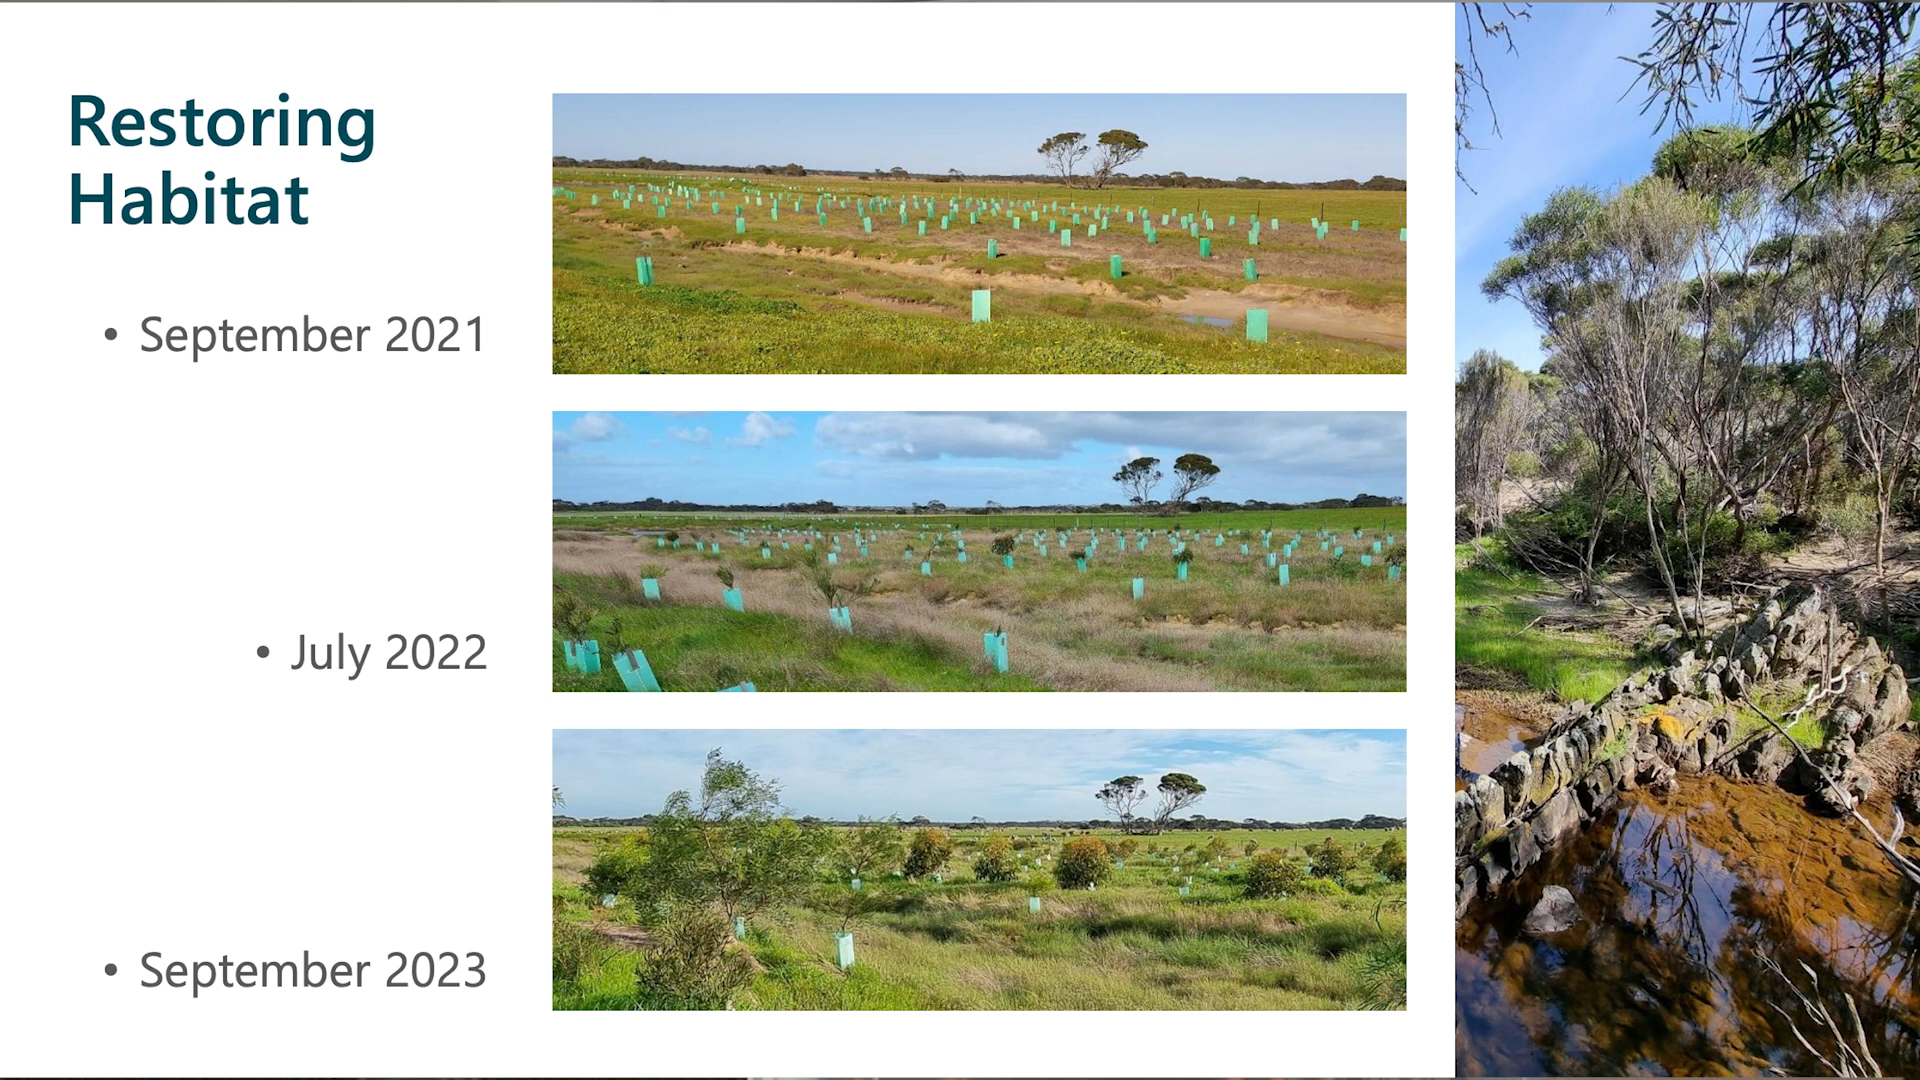 Restoring
Habitat
• September 2021
• July 2022
• September 2023